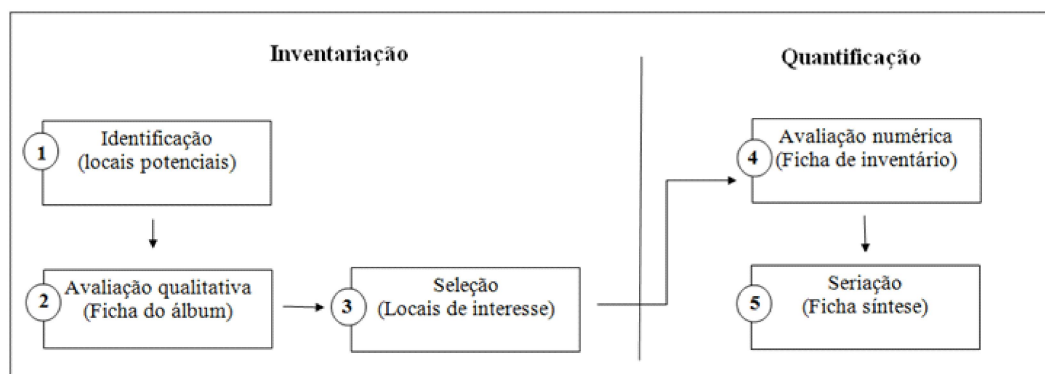 Inventariação
Quantificação
1
Identificação
(locais potenciais)
2
Avaliação qualitativa
(Ficha do álbum)
3
Seleção
(Locais de interesse)
4
Avaliação numérica
(Ficha de inventário)
5
Seriação
(Ficha síntese)